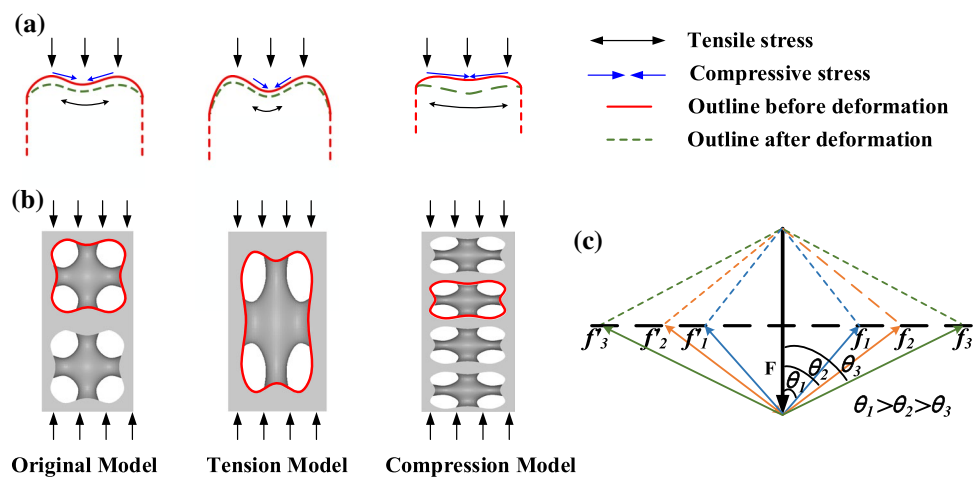 (a)
Tensile stress
Compressive stress
Outline before deformation
Outline after deformation
(b)
(c)
f'3 f'2 f'1 f1 f2 f3
F θ1 θ2 θ3
θ1>θ2>θ3
Original Model
Tension Model
Compression Model